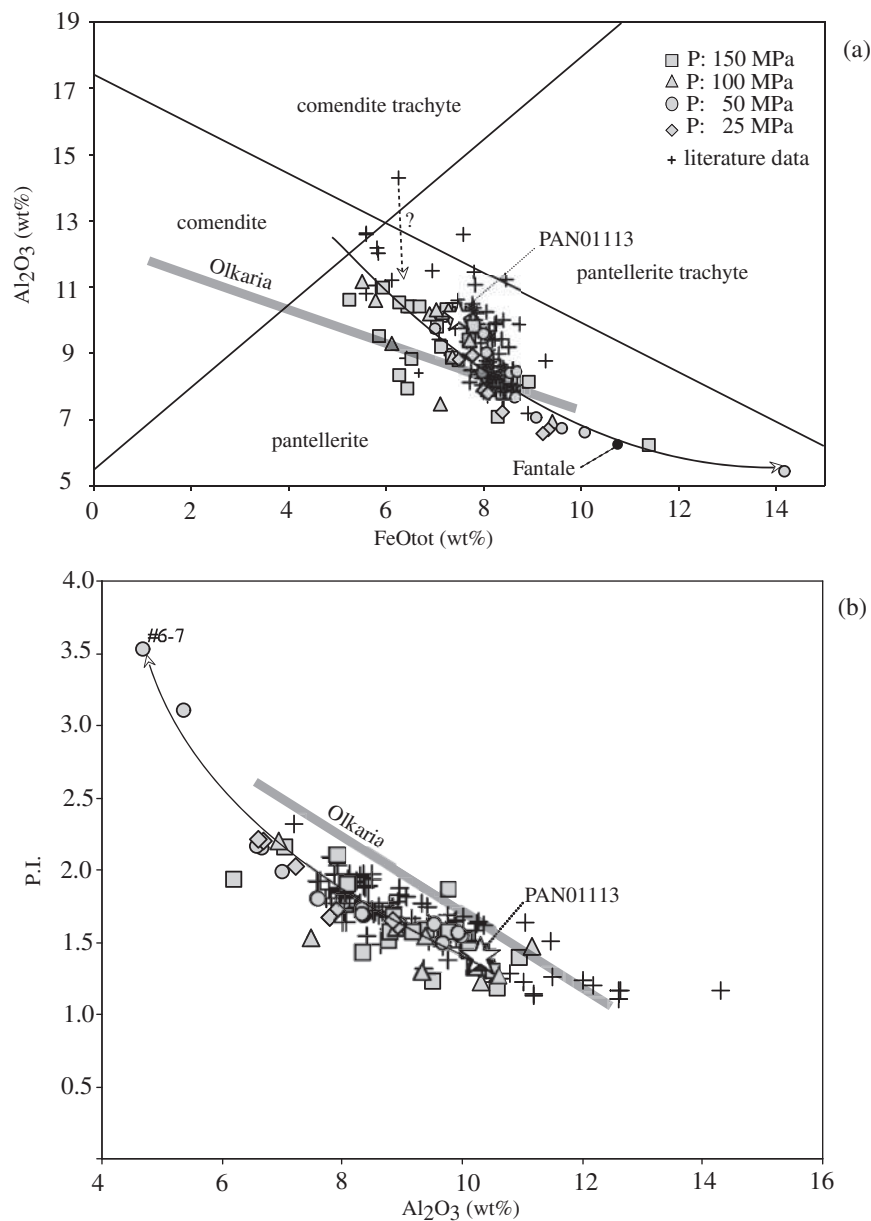 19
17
15
13
11
9
7
5
Al2O3 (wt%)
(a)
P: 150 MPa
P: 100 MPa
P: 50 MPa
P: 25 MPa
literature data
comendite trachyte
comendite
?
PAN01113
Olkaria
pantellerite trachyte
pantellerite
Fantale
0 2 4 6 8 10 12 14
FeOtot (wt%)
4.0
3.5
3.0
2.5
2.0
1.5
1.0
0.5
P.I.
(b)
#6-7
Olkaria
PAN01113
4 6 8 10 12 14 16
Al2O3 (wt%)